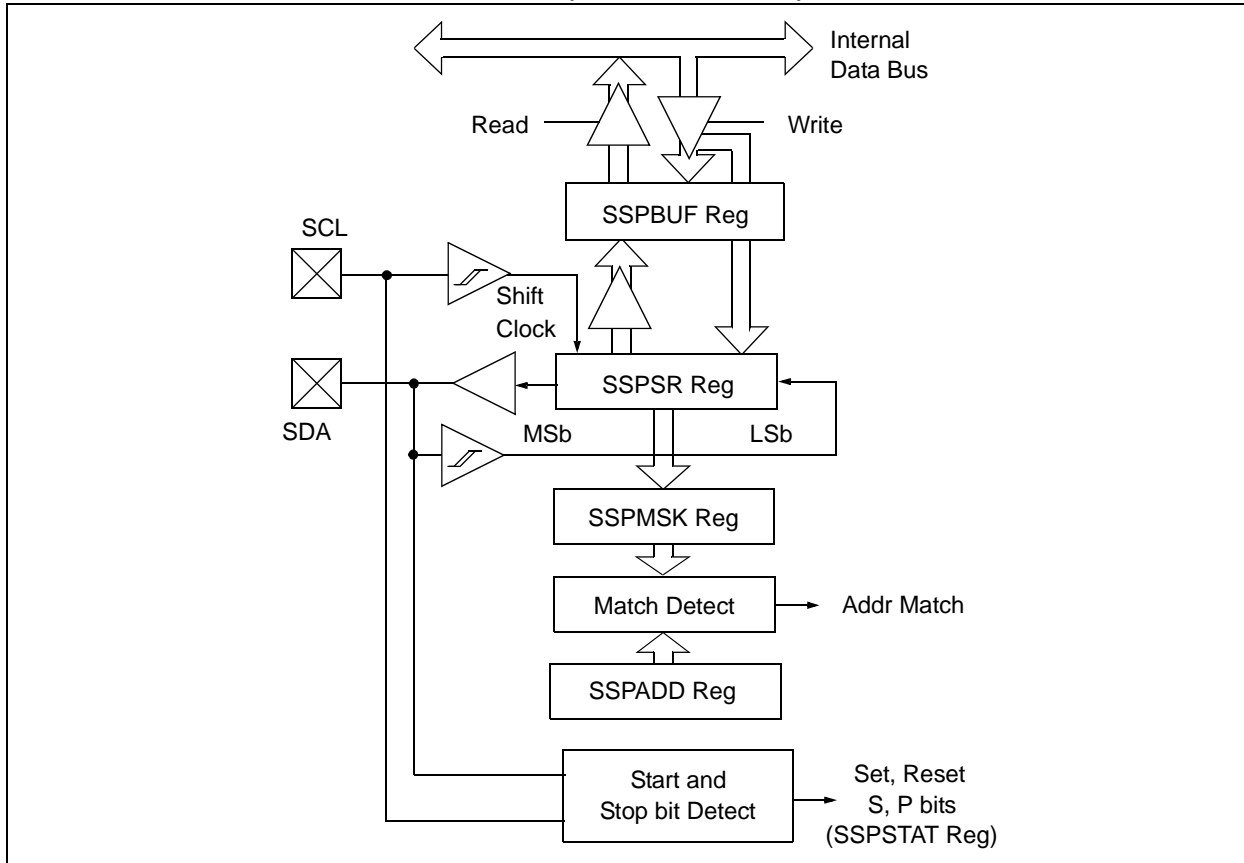 Internal
Data Bus
Read
Write
SSPBUF Reg
SCL
Shift
Clock
SSPSR Reg
SDA
MSb
LSb
SSPMSK Reg
Match Detect
Addr Match
SSPADD Reg
Start and
Stop bit Detect
Set, Reset
S, P bits
(SSPSTAT Reg)